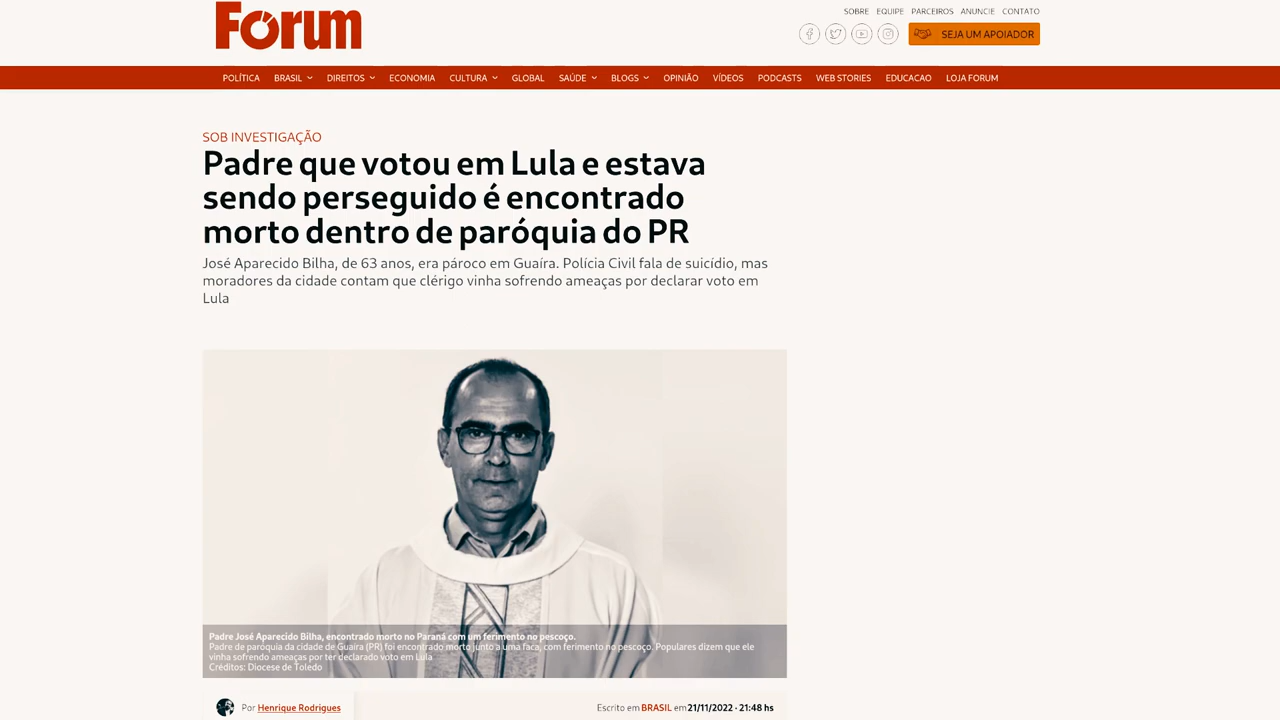 Fórum
SOBRE EQUIPE PARCEIROS ANUNCIE CONTATO
SEJA UM APOIADOR
POLÍTICA BRASIL DIREITOS ECONOMIA CULTURA GLOBAL SAÚDE BLOGS OPINIÃO VÍDEOS PODCASTS WEB STORIES EDUCACAO LOJA FORUM
SOB INVESTIGAÇÃO
Padre que votou em Lula e estava
sendo perseguido é encontrado
morto dentro de paróquia do PR
José Aparecido Bilha, de 63 anos, era pároco em Guaíra. Polícia Civil fala de suicídio, mas
moradores da cidade contam que clérigo vinha sofrendo ameaças por declarar voto em
Lula
Padre José Aparecido Bilha, encontrado morto no Paraná com um ferimento no pescoço.
Padre de paróquia da cidade de Guaíra (PR) foi encontrado morto junto a uma faca, com ferimento no pescoço. Populares dizem que ele
vinha sofrendo ameaças por ter declarado voto em Lula
Créditos: Diocese de Toledo
Por Henrique Rodrigues
Escrito em BRASIL em 21/11/2022 · 21:48 hs